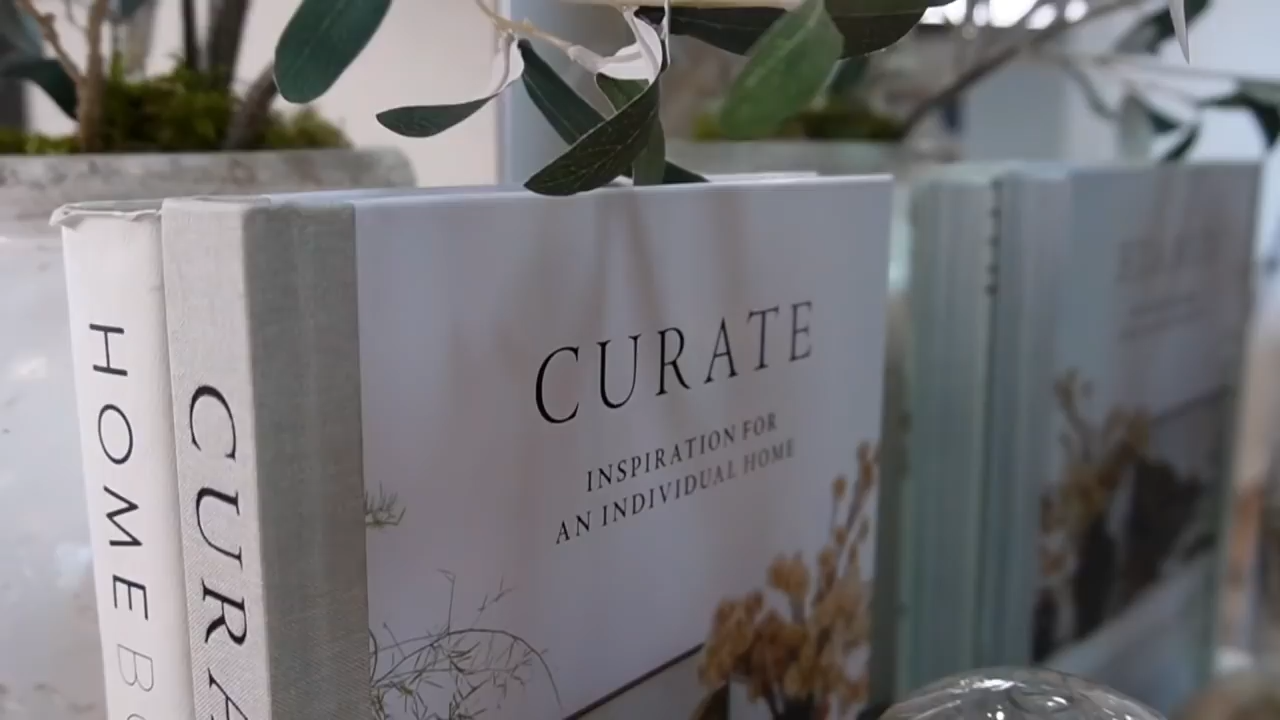 HOME
CURA
CURATE
INSPIRATION FOR
AN INDIVIDUAL HOME